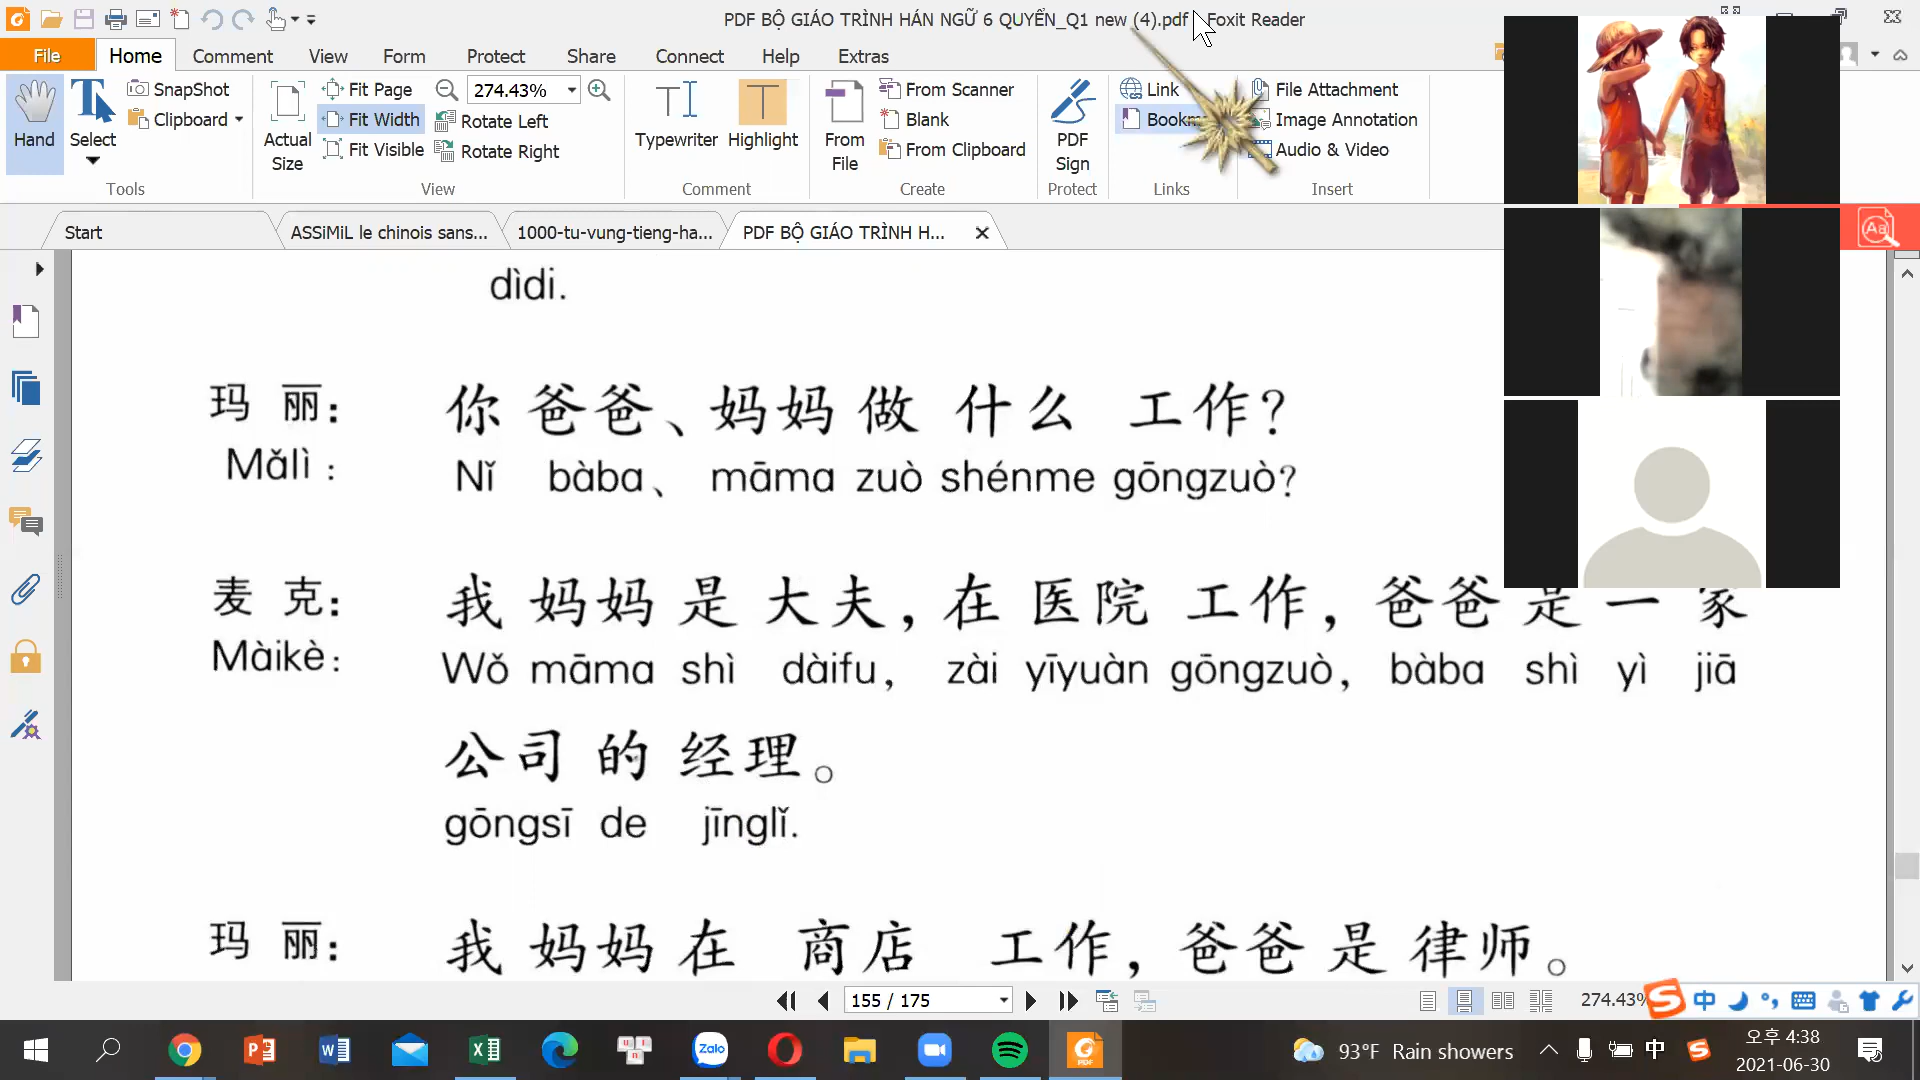 PDF BỘ GIÁO TRÌNH HÁN NGỮ 6 QUYỂN_Q1 new (4).pdf - Foxit Reader
File Home Comment View Form Protect Share Connect Help Extras
Hand
Select
SnapShot
Clipboard
Tools
Actual Size
Fit Page
Fit Width
Fit Visible
274.43%
Rotate Left
Rotate Right
View
Typewriter
Highlight
Comment
From File
From Scanner
Blank
From Clipboard
Create
PDF Sign
Protect
Link
Links
File Attachment
Image Annotation
Audio & Video
Insert
Start
ASSiMiL le chinois sans...
1000-tu-vung-tieng-ha...
PDF BỘ GIÁO TRÌNH H...
dìdi.
玛 丽： 你 爸爸、妈妈 做 什么 工作？
Mǎlì： Nǐ bàba、 māma zuò shénme gōngzuò?
麦 克： 我 妈妈 是 大夫，在 医院 工作，爸爸 是 一 家
Màikè： Wǒ māma shì dàifu, zài yīyuàn gōngzuò, bàba shì yì jiā
公司 的 经理。
gōngsī de jīnglǐ.
玛 丽： 我 妈妈 在 商店 工作，爸爸 是 律师。
155 / 175
274.43%
中
93°F Rain showers
中
오후 4:38
2021-06-30